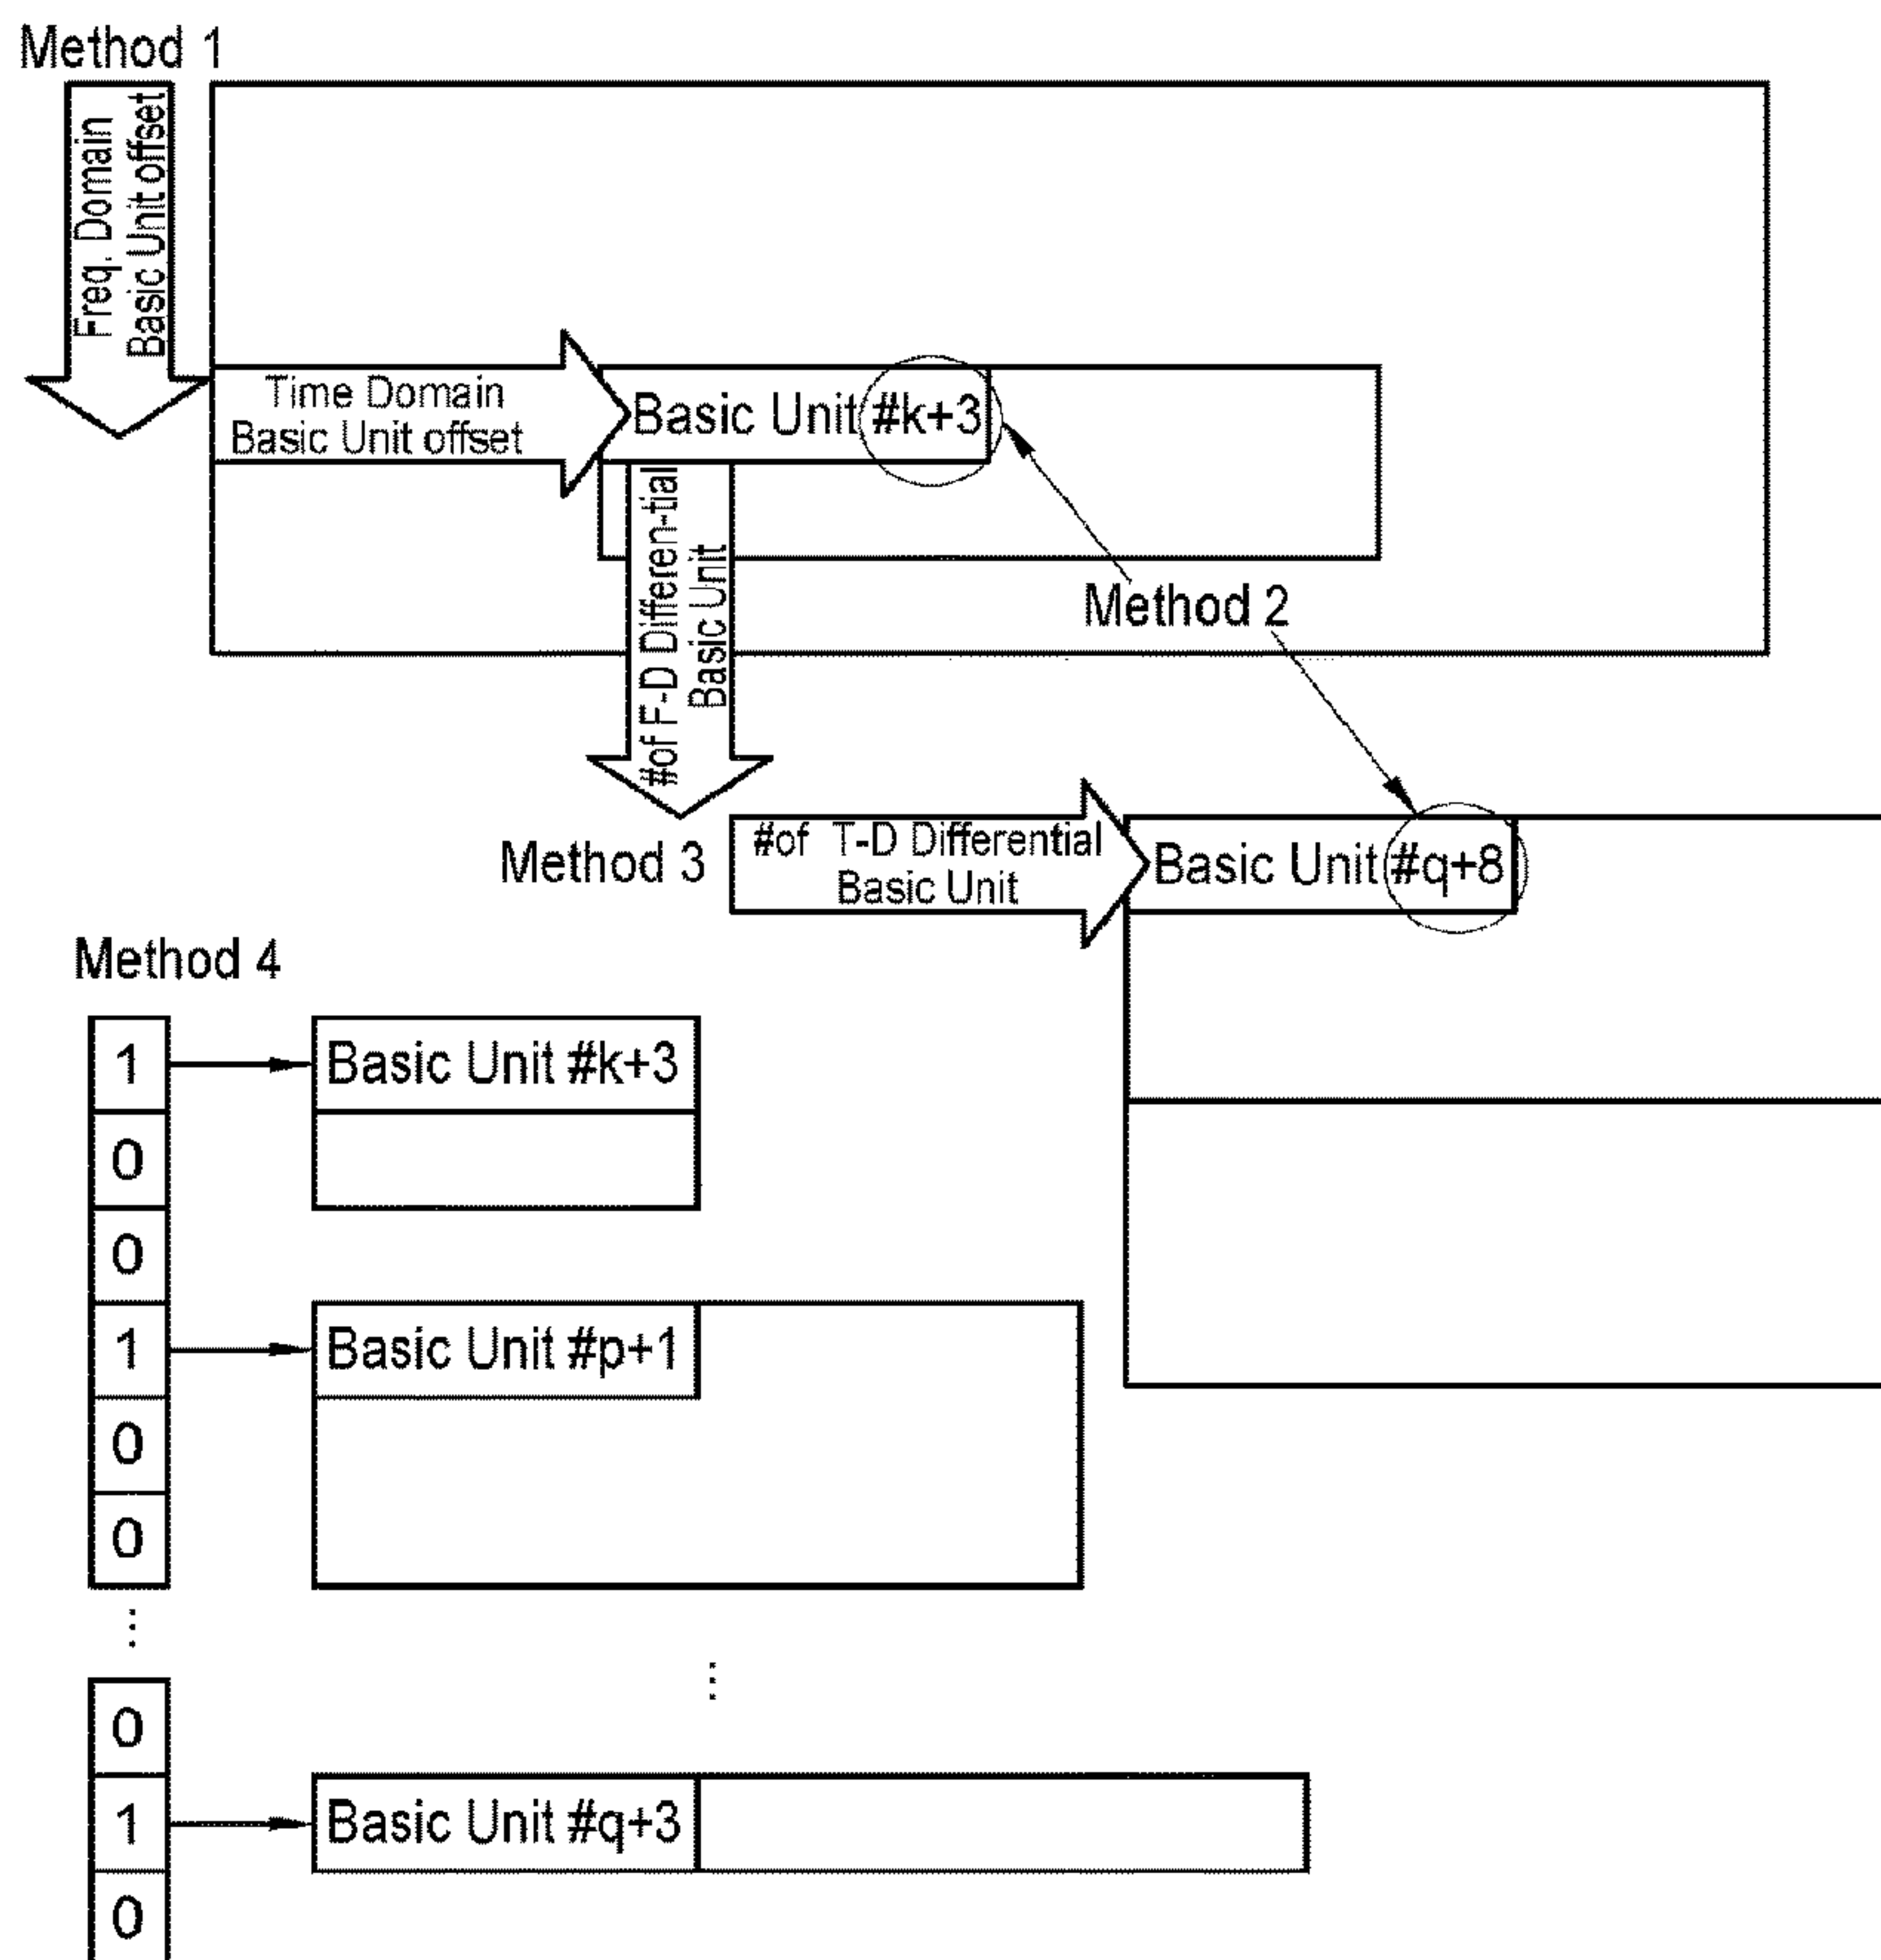 Method 1
Freq. Domain
Basic Unit offset
Time Domain
Basic Unit offset
Basic Unit #k+3
#of F-D Differen-tial
Basic Unit
Method 2
Method 3
#of T-D Differential
Basic Unit
Basic Unit #q+8
Method 4
1
Basic Unit #k+3
0
0
1
Basic Unit #p+1
0
0
⋮
⋮
0
1
Basic Unit #q+3
0